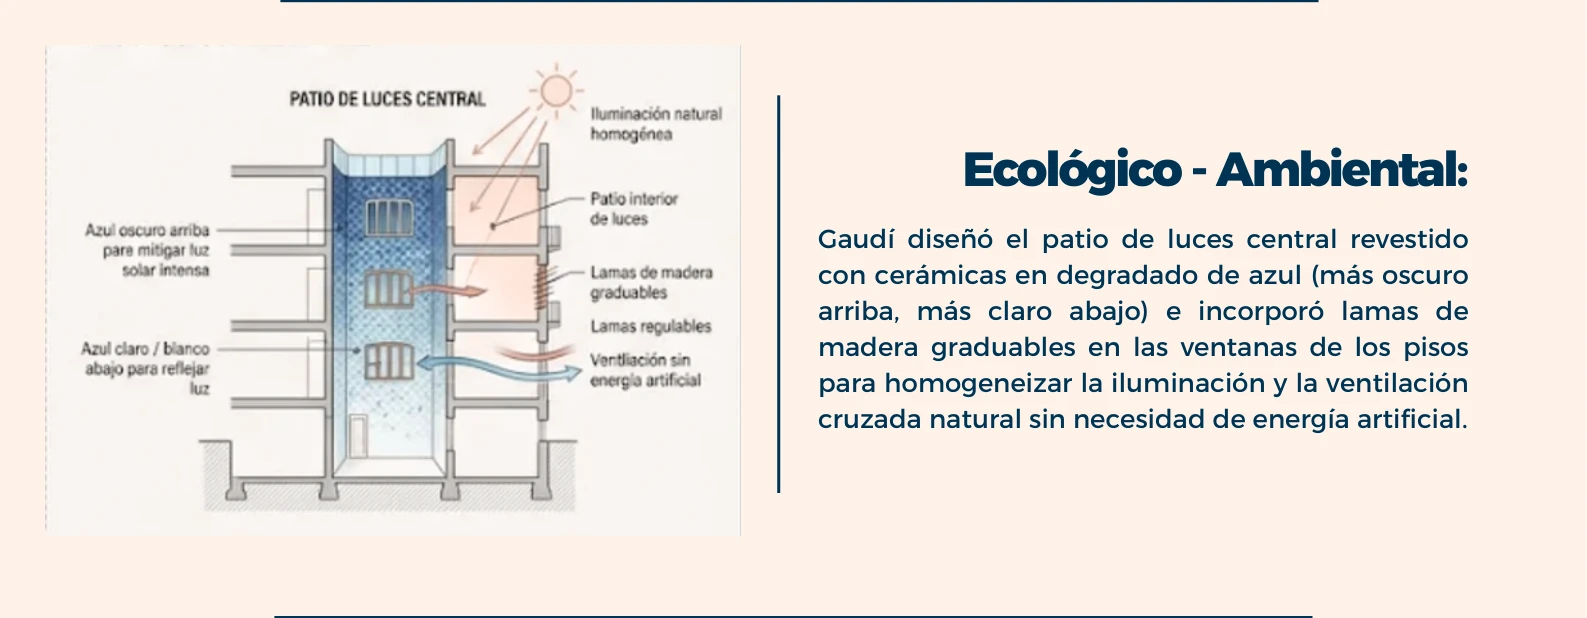 PATIO DE LUCES CENTRAL
Iluminación natural
homogénea
Patio interior
de luces
Azul oscuro arriba
pare mitigar luz
solar intensa
Lamas de madera
graduables
Lamas regulables
Azul claro / blanco
abajo para reflejar
luz
Ventilación sin
energía artificial
Ecológico - Ambiental:
Gaudí diseñó el patio de luces central revestido
con cerámicas en degradado de azul (más oscuro
arriba, más claro abajo) e incorporó lamas de
madera graduables en las ventanas de los pisos
para homogeneizar la iluminación y la ventilación
cruzada natural sin necesidad de energía artificial.